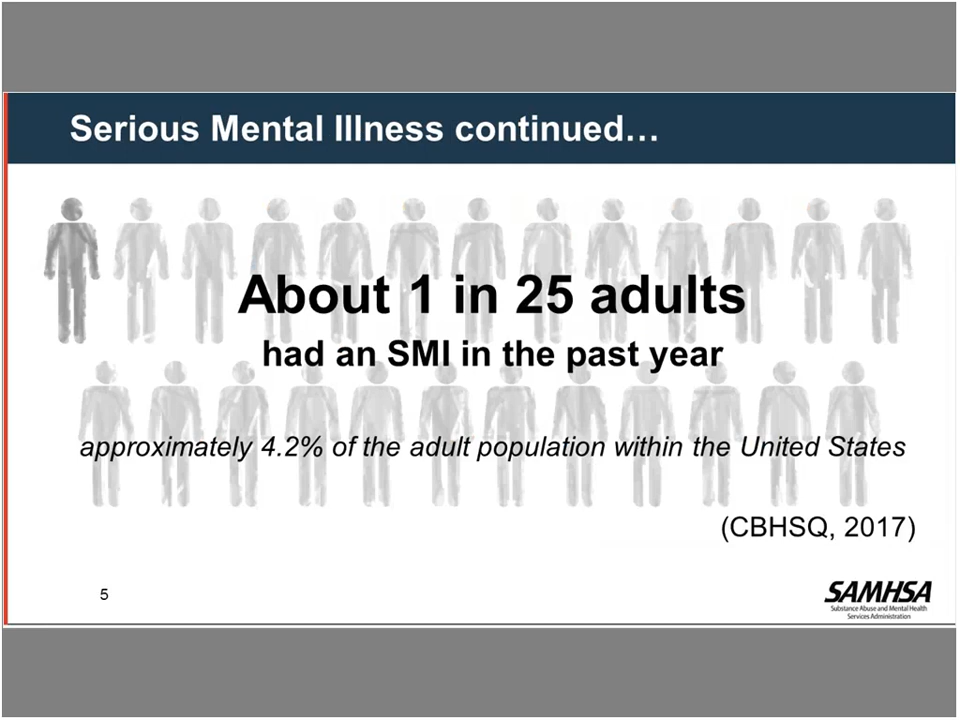 Serious Mental Illness continued…
About 1 in 25 adults
had an SMI in the past year
approximately 4.2% of the adult population within the United States
(CBHSQ, 2017)
5
SAMHSA
Substance Abuse and Mental Health
Services Administration